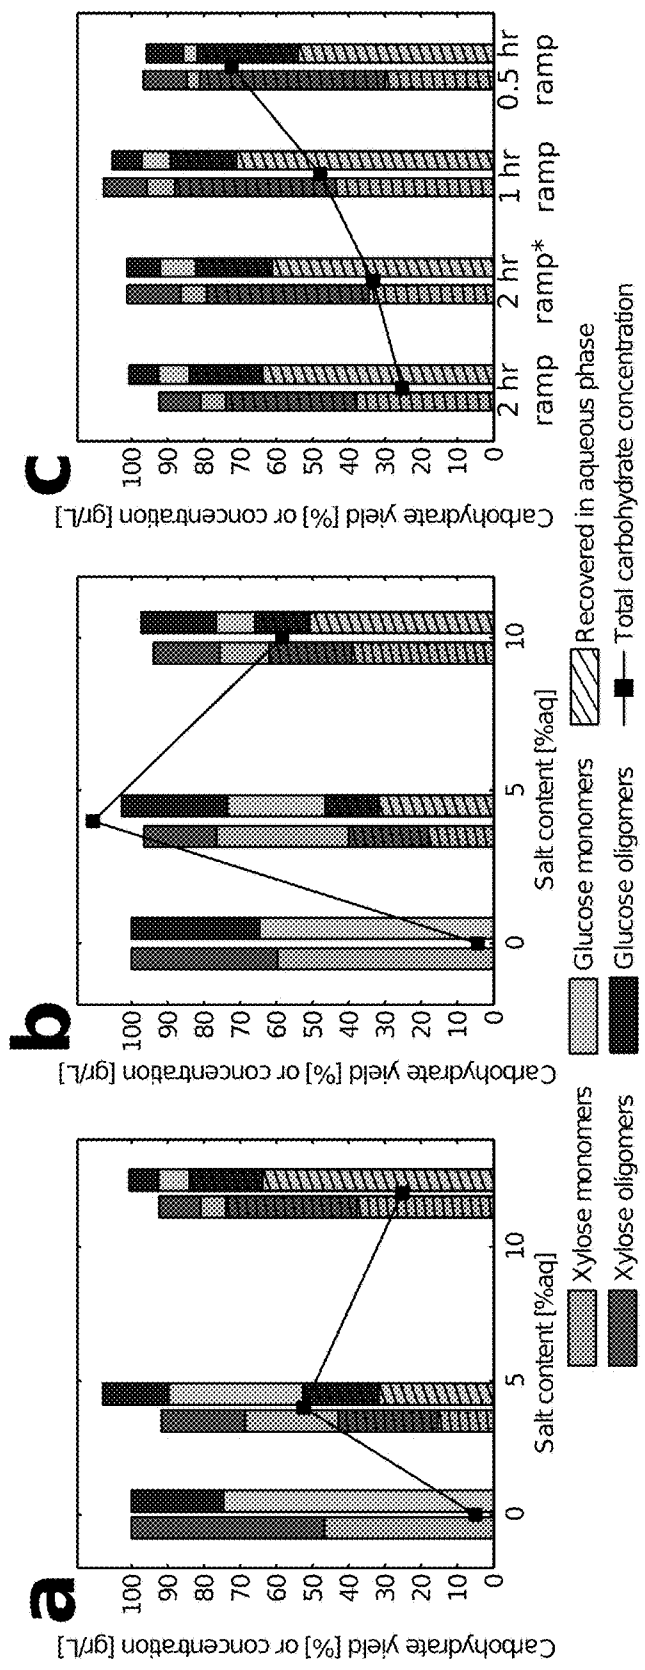 a
Carbohydrate yield [%] or concentration [gr/L]
100
90
80
70
60
50
40
30
20
10
0
0
5
10
Salt content [%aq]
b
Carbohydrate yield [%] or concentration [gr/L]
100
90
80
70
60
50
40
30
20
10
0
0
5
10
Salt content [%aq]
c
Carbohydrate yield [%] or concentration [gr/L]
100
90
80
70
60
50
40
30
20
10
0
2 hr
ramp
2 hr
ramp*
1 hr
ramp
0.5 hr
ramp
Xylose monomers
Xylose oligomers
Glucose monomers
Glucose oligomers
Recovered in aqueous phase
Total carbohydrate concentration